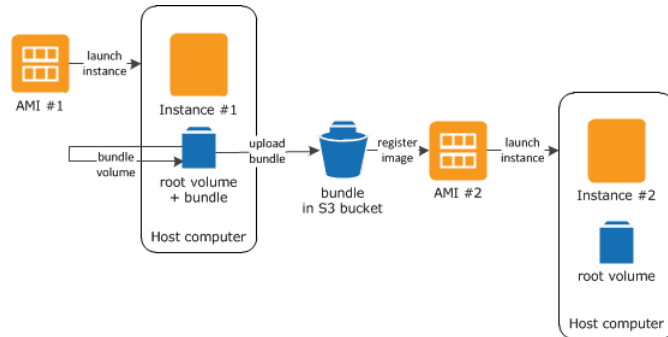 launch
instance
AMI #1
Instance #1
bundle
volume
root volume
+ bundle
Host computer
upload
bundle
bundle
in S3 bucket
register
image
AMI #2
launch
instance
Instance #2
root volume
Host computer